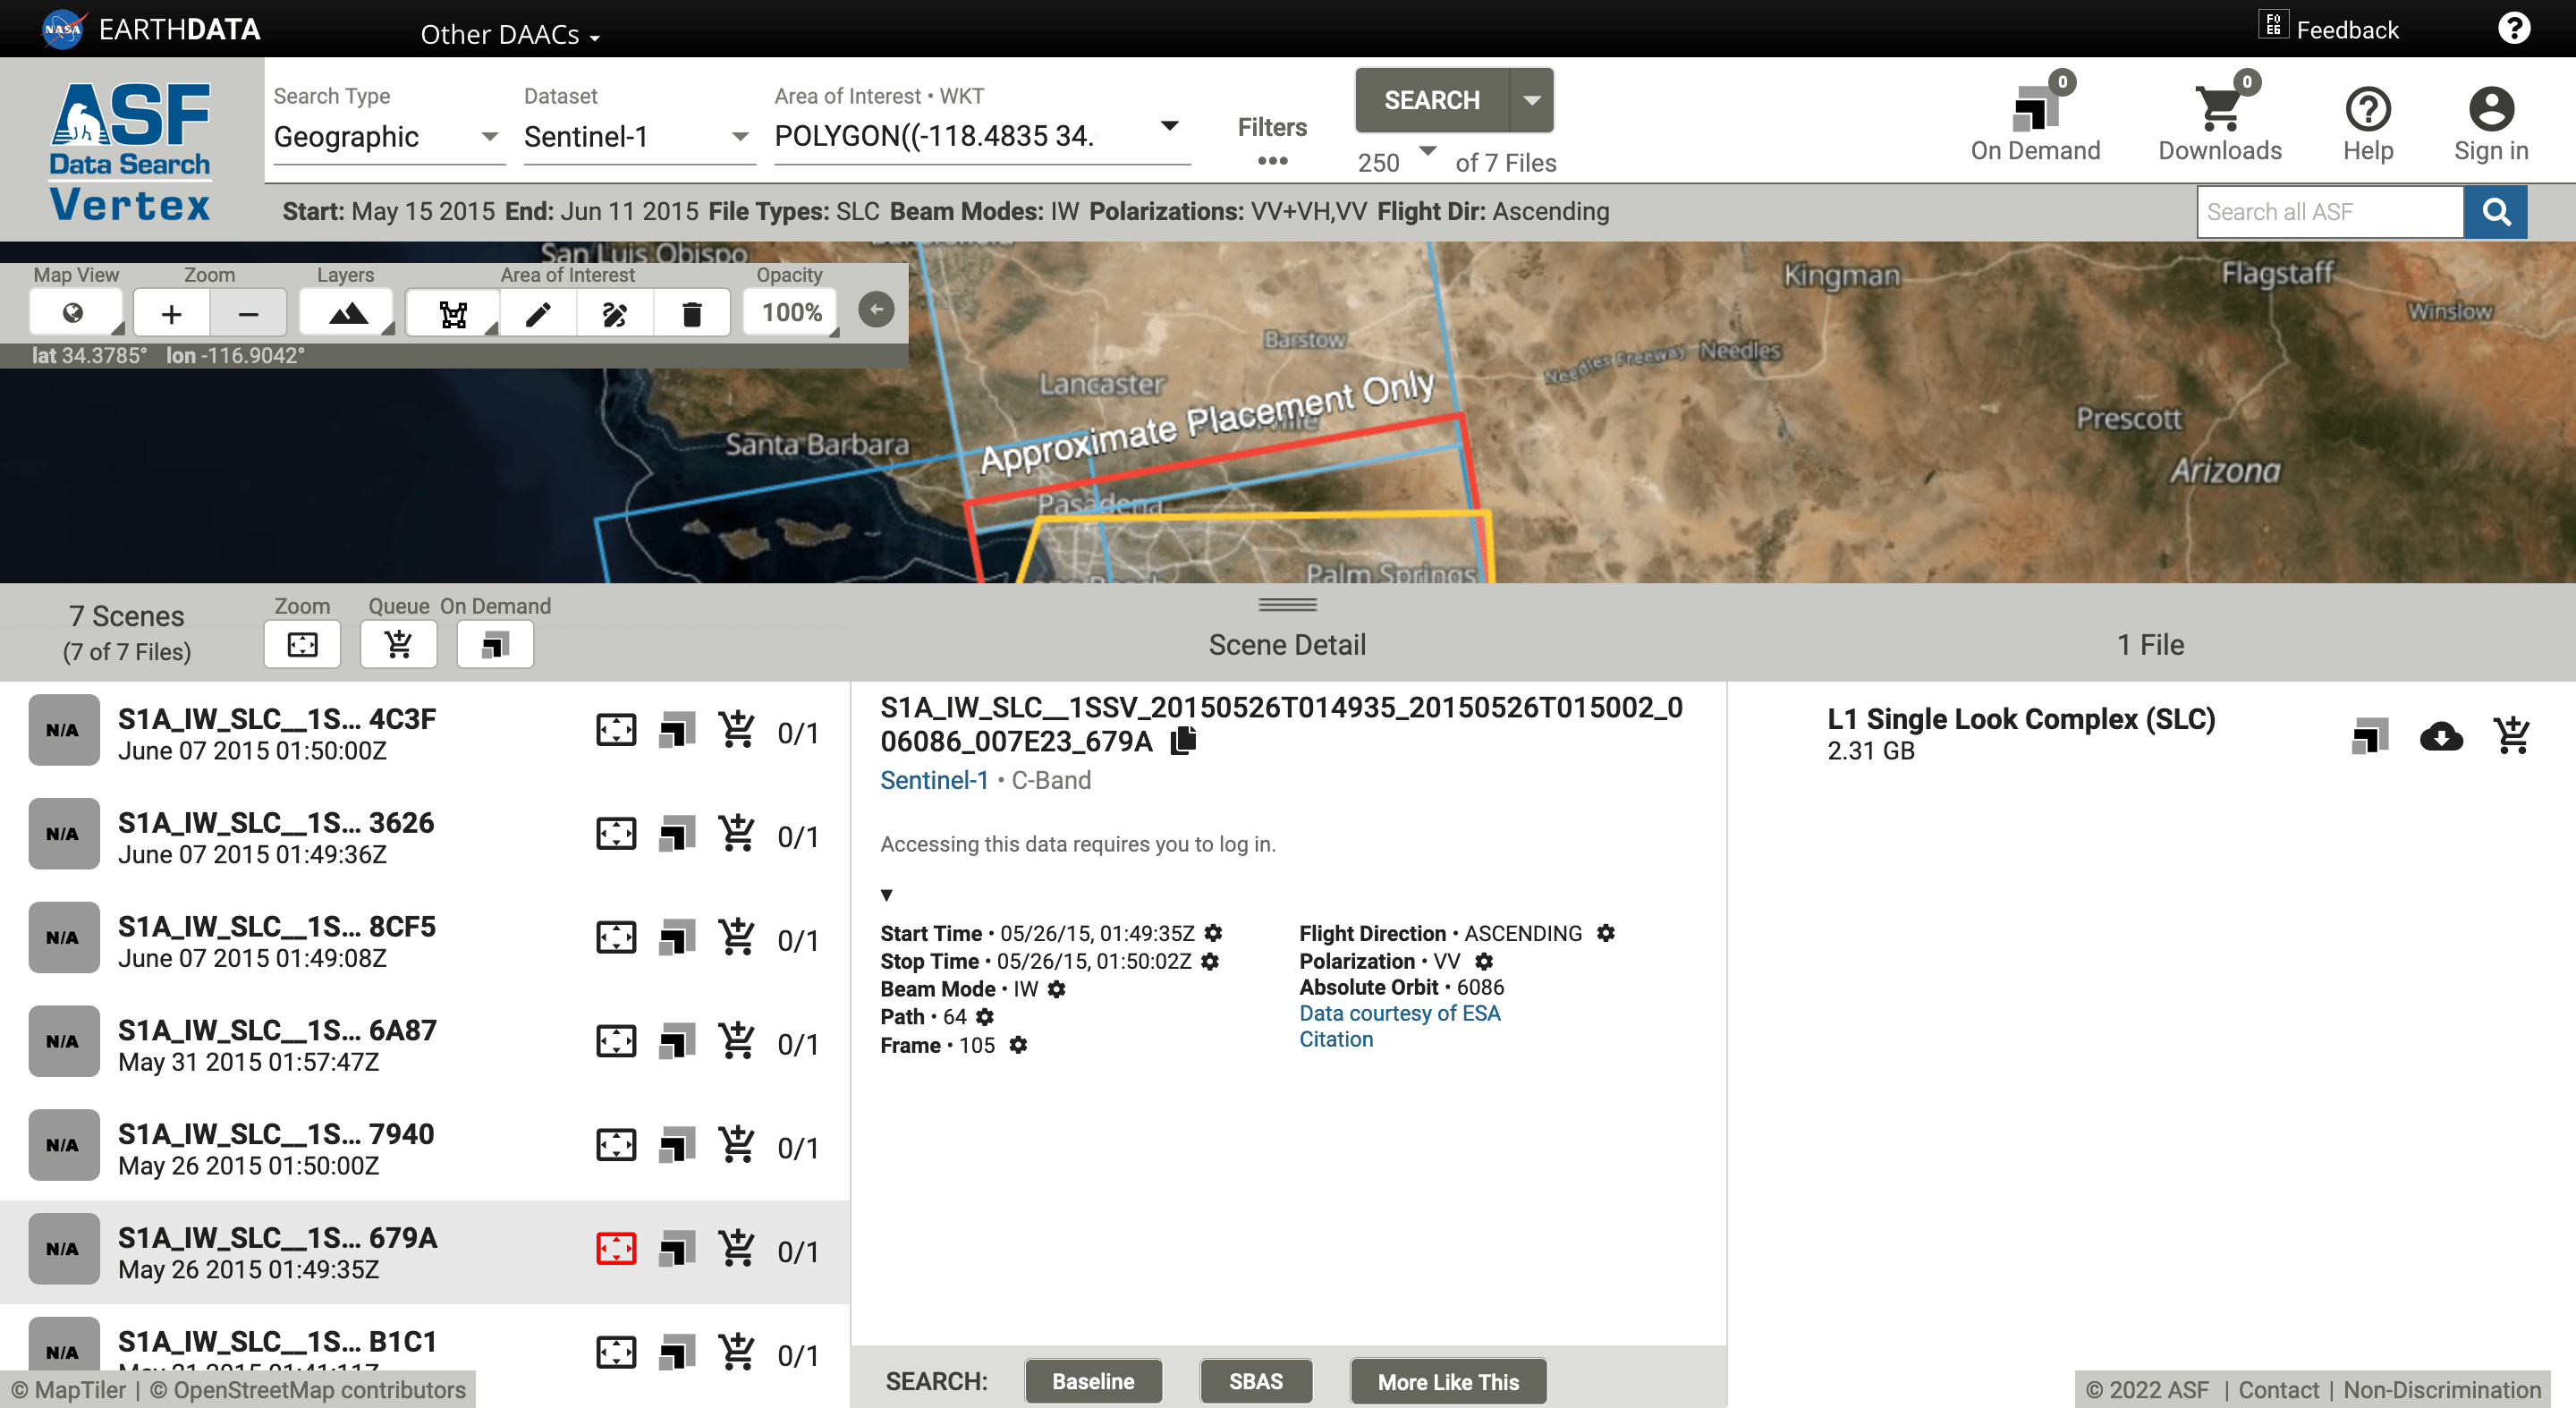 NASA EARTHDATA Other DAACs Feedback
ASF
Data Search
Vertex
Search Type Dataset Area of Interest • WKT
Geographic Sentinel-1 POLYGON((-118.4835 34.
Filters
SEARCH
250 of 7 Files
0 0
On Demand Downloads Help Sign in
Start: May 15 2015 End: Jun 11 2015 File Types: SLC Beam Modes: IW Polarizations: VV+VH,VV Flight Dir: Ascending
Search all ASF
San Luis Obispo
Map View Zoom Layers Area of Interest Opacity
100%
lat 34.3785° lon -116.9042°
Kingman Flagstaff
Winslow
Barstow
Needles Freeway Needles
Lancaster
Approximate Placement Only
Prescott
Santa Barbara
Arizona
Pasadena
Palm Springs
7 Scenes
(7 of 7 Files)
Zoom Queue On Demand
Scene Detail
1 File
N/A S1A_IW_SLC__1S... 4C3F
June 07 2015 01:50:00Z
0/1
N/A S1A_IW_SLC__1S... 3626
June 07 2015 01:49:36Z
0/1
N/A S1A_IW_SLC__1S... 8CF5
June 07 2015 01:49:08Z
0/1
N/A S1A_IW_SLC__1S... 6A87
May 31 2015 01:57:47Z
0/1
N/A S1A_IW_SLC__1S... 7940
May 26 2015 01:50:00Z
0/1
N/A S1A_IW_SLC__1S... 679A
May 26 2015 01:49:35Z
0/1
N/A S1A_IW_SLC__1S... B1C1
0/1
© MapTiler | © OpenStreetMap contributors
S1A_IW_SLC__1SSV_20150526T014935_20150526T015002_0
06086_007E23_679A
Sentinel-1 • C-Band
Accessing this data requires you to log in.
Start Time • 05/26/15, 01:49:35Z
Stop Time • 05/26/15, 01:50:02Z
Beam Mode • IW
Path • 64
Frame • 105
Flight Direction • ASCENDING
Polarization • VV
Absolute Orbit • 6086
Data courtesy of ESA
Citation
SEARCH: Baseline SBAS More Like This
L1 Single Look Complex (SLC)
2.31 GB
© 2022 ASF | Contact | Non-Discrimination